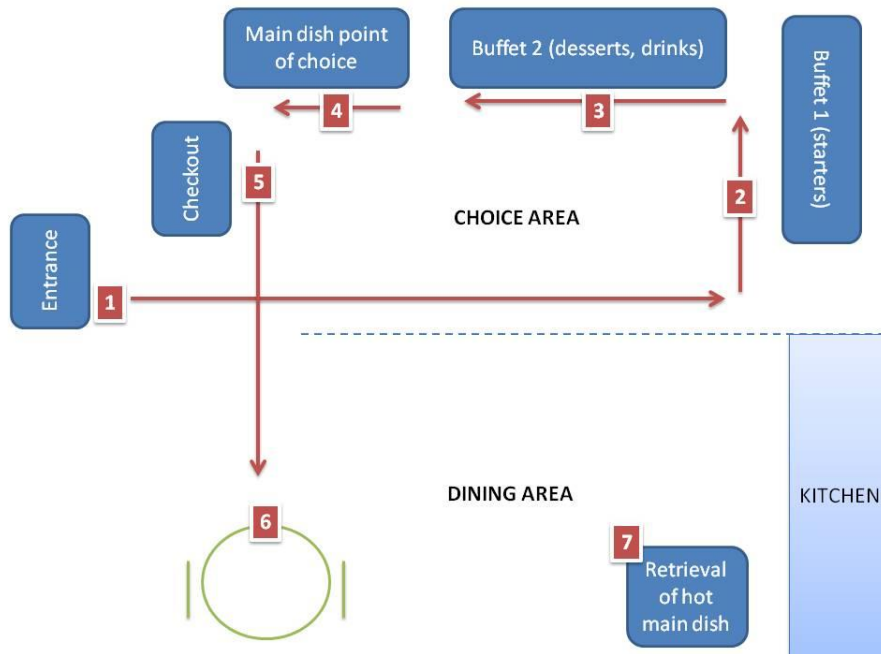 Main dish point
of choice
Buffet 2 (desserts, drinks)
Buffet 1 (starters)
4
3
Checkout
5
2
CHOICE AREA
Entrance
1
DINING AREA
KITCHEN
6
7
Retrieval
of hot
main dish